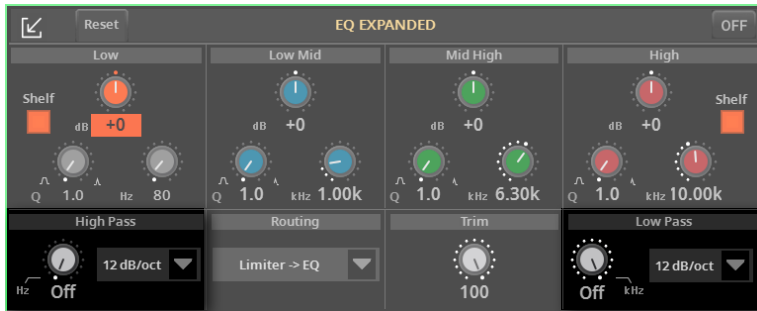 Reset EQ EXPANDED OFF
Low Low Mid Mid High High
Shelf Shelf
dB +0 dB +0 dB +0 dB +0
Q 1.0 Hz 80 Q 1.0 kHz 1.00k Q 1.0 kHz 6.30k Q 1.0 kHz 10.00k
High Pass Routing Trim Low Pass
12 dB/oct Limiter -> EQ 12 dB/oct
Hz Off 100 Off kHz